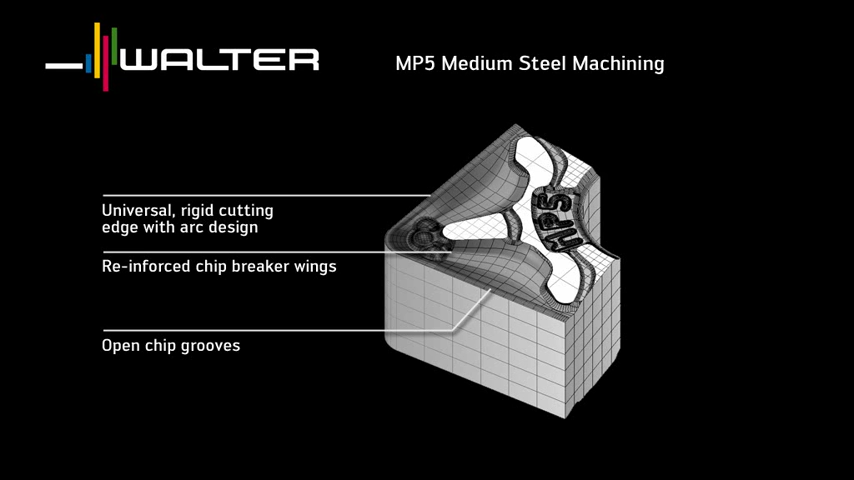 WALTER
MP5 Medium Steel Machining
MP5
Universal, rigid cutting
edge with arc design
Re-inforced chip breaker wings
Open chip grooves